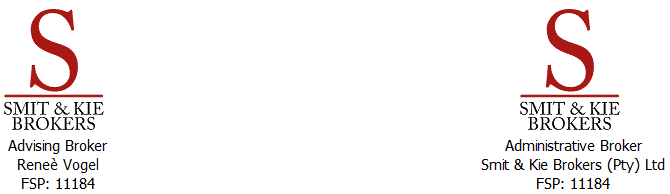 S
SMIT & KIE
BROKERS
Advising Broker
Reneè Vogel
FSP: 11184
S
SMIT & KIE
BROKERS
Administrative Broker
Smit & Kie Brokers (Pty) Ltd
FSP: 11184